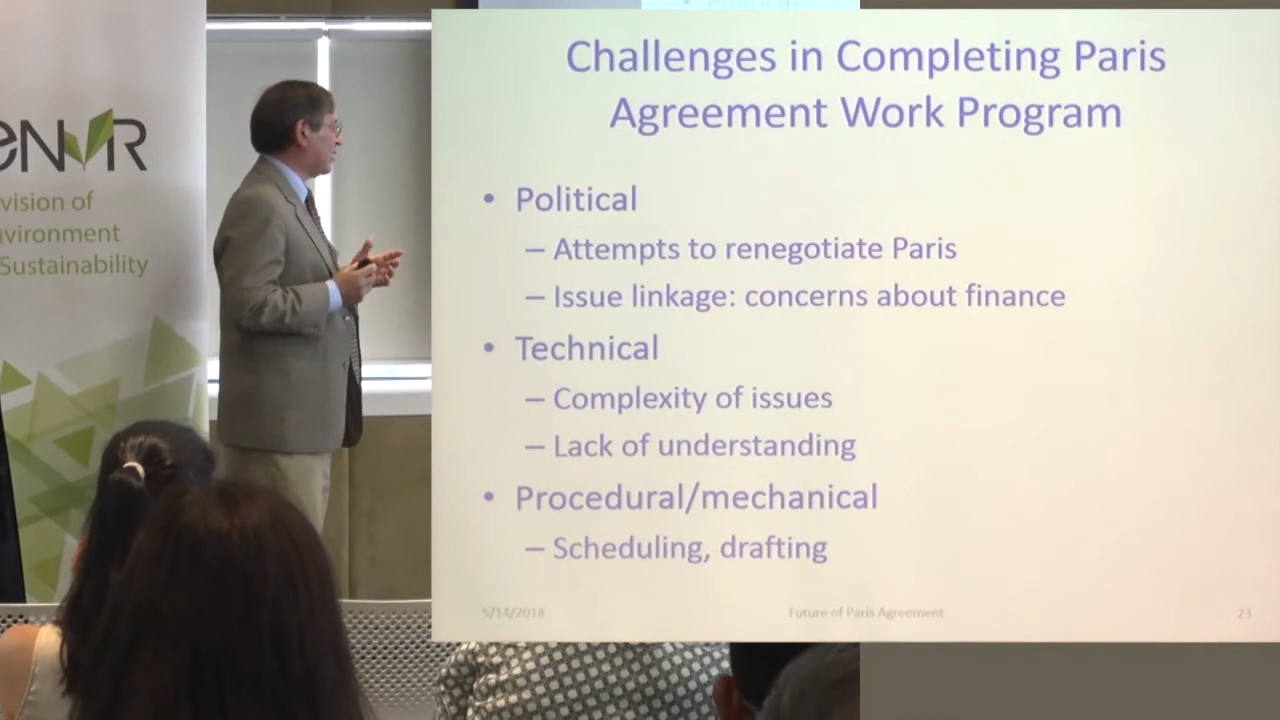 Political
Challenges in Completing Paris
Agreement Work Program
• Political
– Attempts to renegotiate Paris
– Issue linkage: concerns about finance
• Technical
– Complexity of issues
– Lack of understanding
• Procedural/mechanical
– Scheduling, drafting
5/14/2018
Future of Paris Agreement
23
eNVR
vision of
vironment
Sustainability